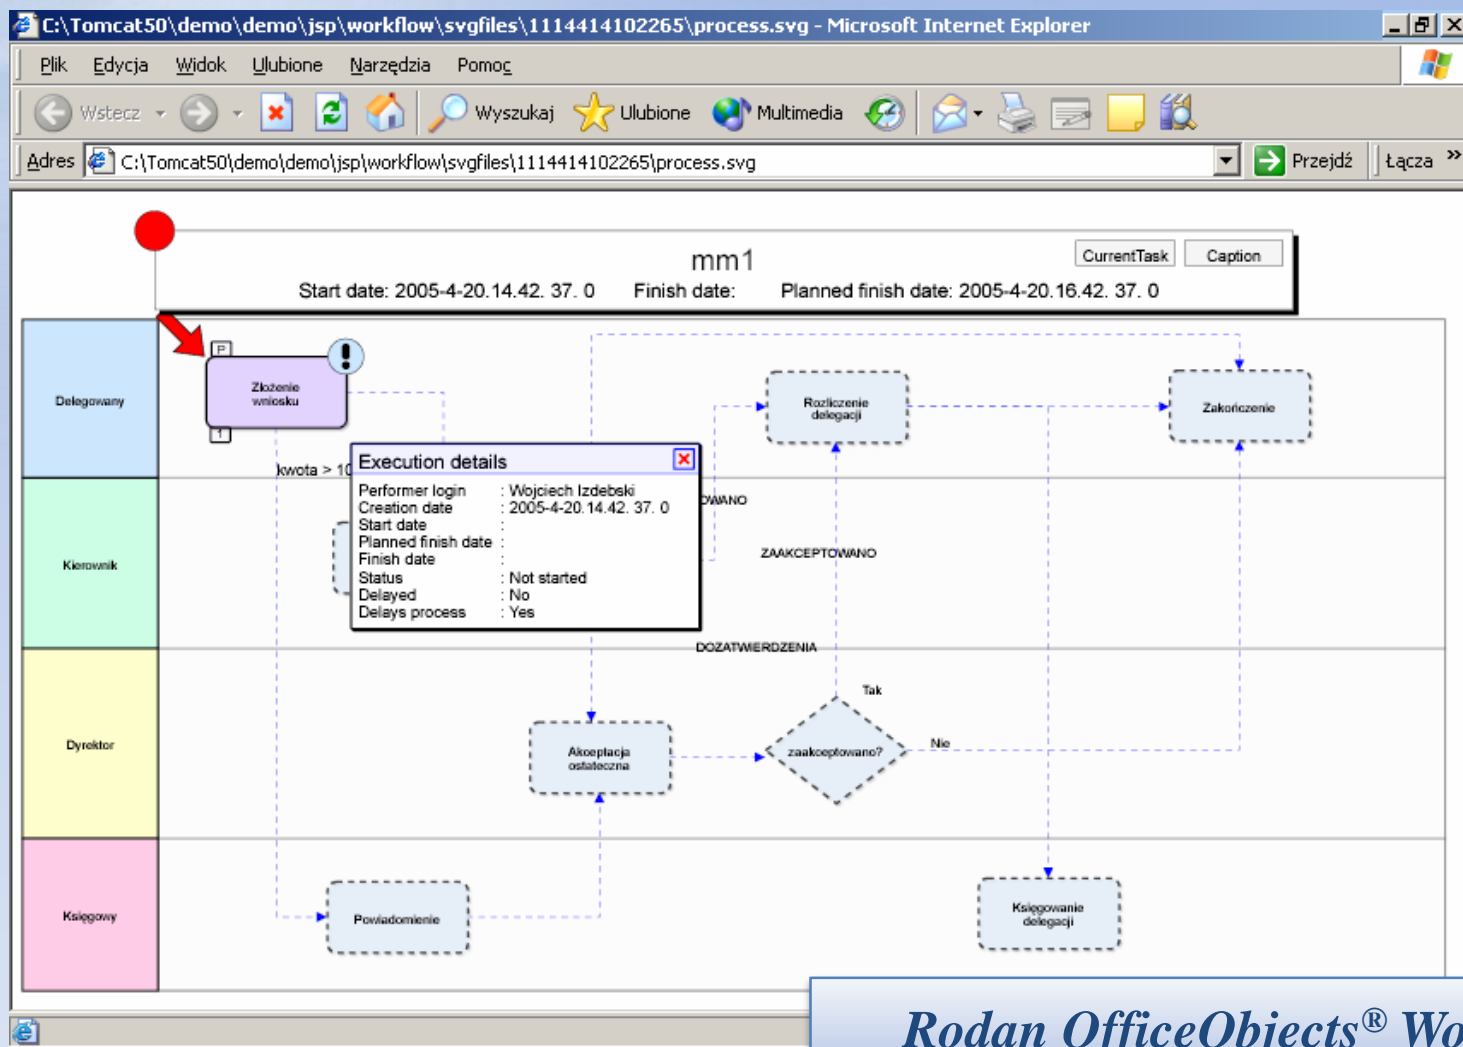 C:\Tomcat50\demo\demo\jsp\workflow\svgfiles\1114414102265\process.svg - Microsoft Internet Explorer
Plik Edycja Widok Ulubione Narzędzia Pomoc
Wstecz Wyszukaj Ulubione Multimedia
Adres C:\Tomcat50\demo\demo\jsp\workflow\svgfiles\1114414102265\process.svg Przejdź Łącza »
mm1
CurrentTask Caption
Start date: 2005-4-20.14.42. 37. 0 Finish date: Planned finish date: 2005-4-20.16.42. 37. 0
P
Złożenie
wniosku
!
1
Delegowany
Rozliczenie
delegacji
Zakończenie
kwota > 10
Execution details
Performer login : Wojciech Izdebski
Creation date : 2005-4-20.14.42. 37. 0
Start date :
Planned finish date :
Finish date :
Status : Not started
Delayed : No
Delays process : Yes
OWANO
ZAAKCEPTOWANO
Kierownik
DOZATWIERDZENIA
Tak
Dyrektor
Akceptacja
ostateczna
zaakceptowano?
Nie
Księgowy
Powiadomienie
Księgowanie
delegacji
Rodan OfficeObjects® Wo